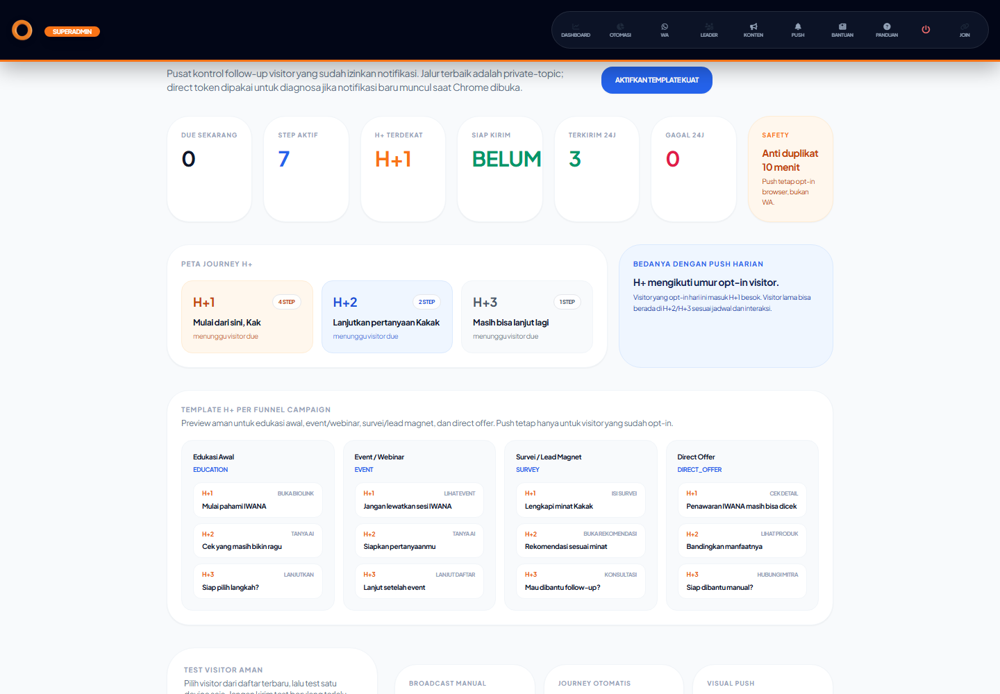 SUPERADMIN
DASHBOARD
OTOMASI
WA
LEADER
KONTEN
PUSH
BANTUAN
PANDUAN
JOIN
Pusat kontrol follow-up visitor yang sudah izinkan notifikasi. Jalur terbaik adalah private-topic;
direct token dipakai untuk diagnosa jika notifikasi baru muncul saat Chrome dibuka.
AKTIFKAN TEMPLATE KUAT
DUE SEKARANG
0
STEP AKTIF
7
H+ TERDEKAT
H+1
SIAP KIRIM
BELUM
TERKIRIM 24J
3
GAGAL 24J
0
SAFETY
Anti duplikat
10 menit
Push tetap opt-in
browser, bukan
WA.
PETA JOURNEY H+
H+1
4 STEP
Mulai dari sini, Kak
menunggu visitor due
H+2
2 STEP
Lanjutkan pertanyaan Kakak
menunggu visitor due
H+3
1 STEP
Masih bisa lanjut lagi
menunggu visitor due
BEDANYA DENGAN PUSH HARIAN
H+ mengikuti umur opt-in visitor.
Visitor yang opt-in hari ini masuk H+1 besok. Visitor lama bisa
berada di H+2/H+3 sesuai jadwal dan interaksi.
TEMPLATE H+ PER FUNNEL CAMPAIGN
Preview aman untuk edukasi awal, event/webinar, survei/lead magnet, dan direct offer. Push tetap hanya untuk visitor yang sudah opt-in.
Edukasi Awal
EDUCATION
H+1
BUKA BIOLINK
Mulai pahami IWANA
H+2
TANYA AI
Cek yang masih bikin ragu
H+3
LANJUTKAN
Siap pilih langkah?
Event / Webinar
EVENT
H+1
LIHAT EVENT
Jangan lewatkan sesi IWANA
H+2
TANYA AI
Siapkan pertanyaanmu
H+3
LANJUT DAFTAR
Lanjut setelah event
Survei / Lead Magnet
SURVEY
H+1
ISI SURVEI
Lengkapi minat Kakak
H+2
BUKA REKOMENDASI
Rekomendasi sesuai minat
H+3
KONSULTASI
Mau dibantu follow-up?
Direct Offer
DIRECT_OFFER
H+1
CEK DETAIL
Penawaran IWANA masih bisa dicek
H+2
LIHAT PRODUK
Bandingkan manfaatnya
H+3
HUBUNGI MITRA
Siap dibantu manual?
TEST VISITOR AMAN
Pilih visitor dari daftar terbaru, lalu test satu
BROADCAST MANUAL
JOURNEY OTOMATIS
VISUAL PUSH